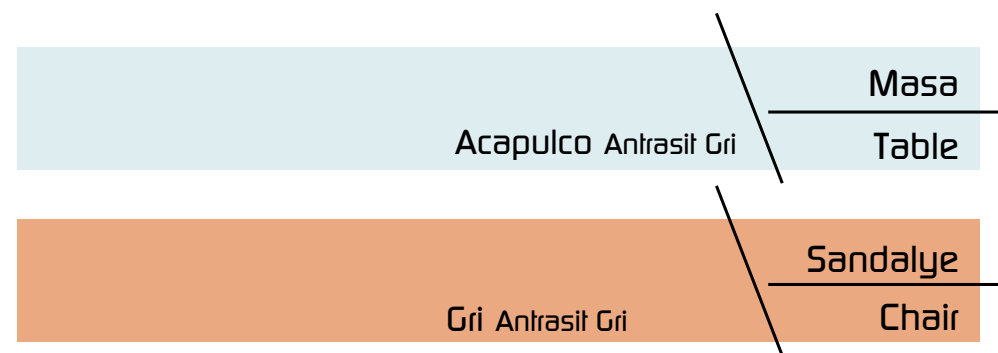 Masa
Acapulco Antrasit Gri
Table
Sandalye
Gri Antrasit Gri
Chair